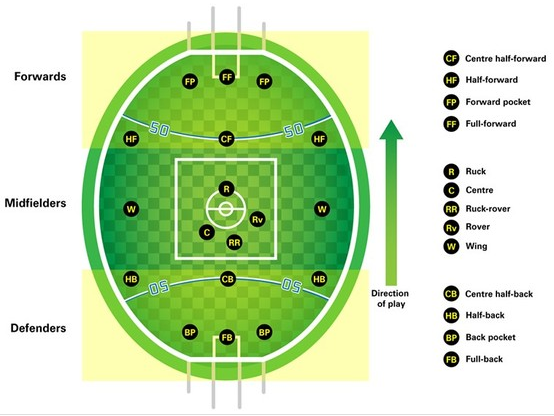 FP FF FP
Forwards
50 50
HF CF HF
R
Midfielders
W Rv W
C RR
HB CB HB
50 50
Defenders
BP FB BP
CF Centre half-forward
HF Half-forward
FP Forward pocket
FF Full-forward
R Ruck
C Centre
RR Ruck-rover
Rv Rover
W Wing
Direction
of play
CB Centre half-back
HB Half-back
BP Back pocket
FB Full-back